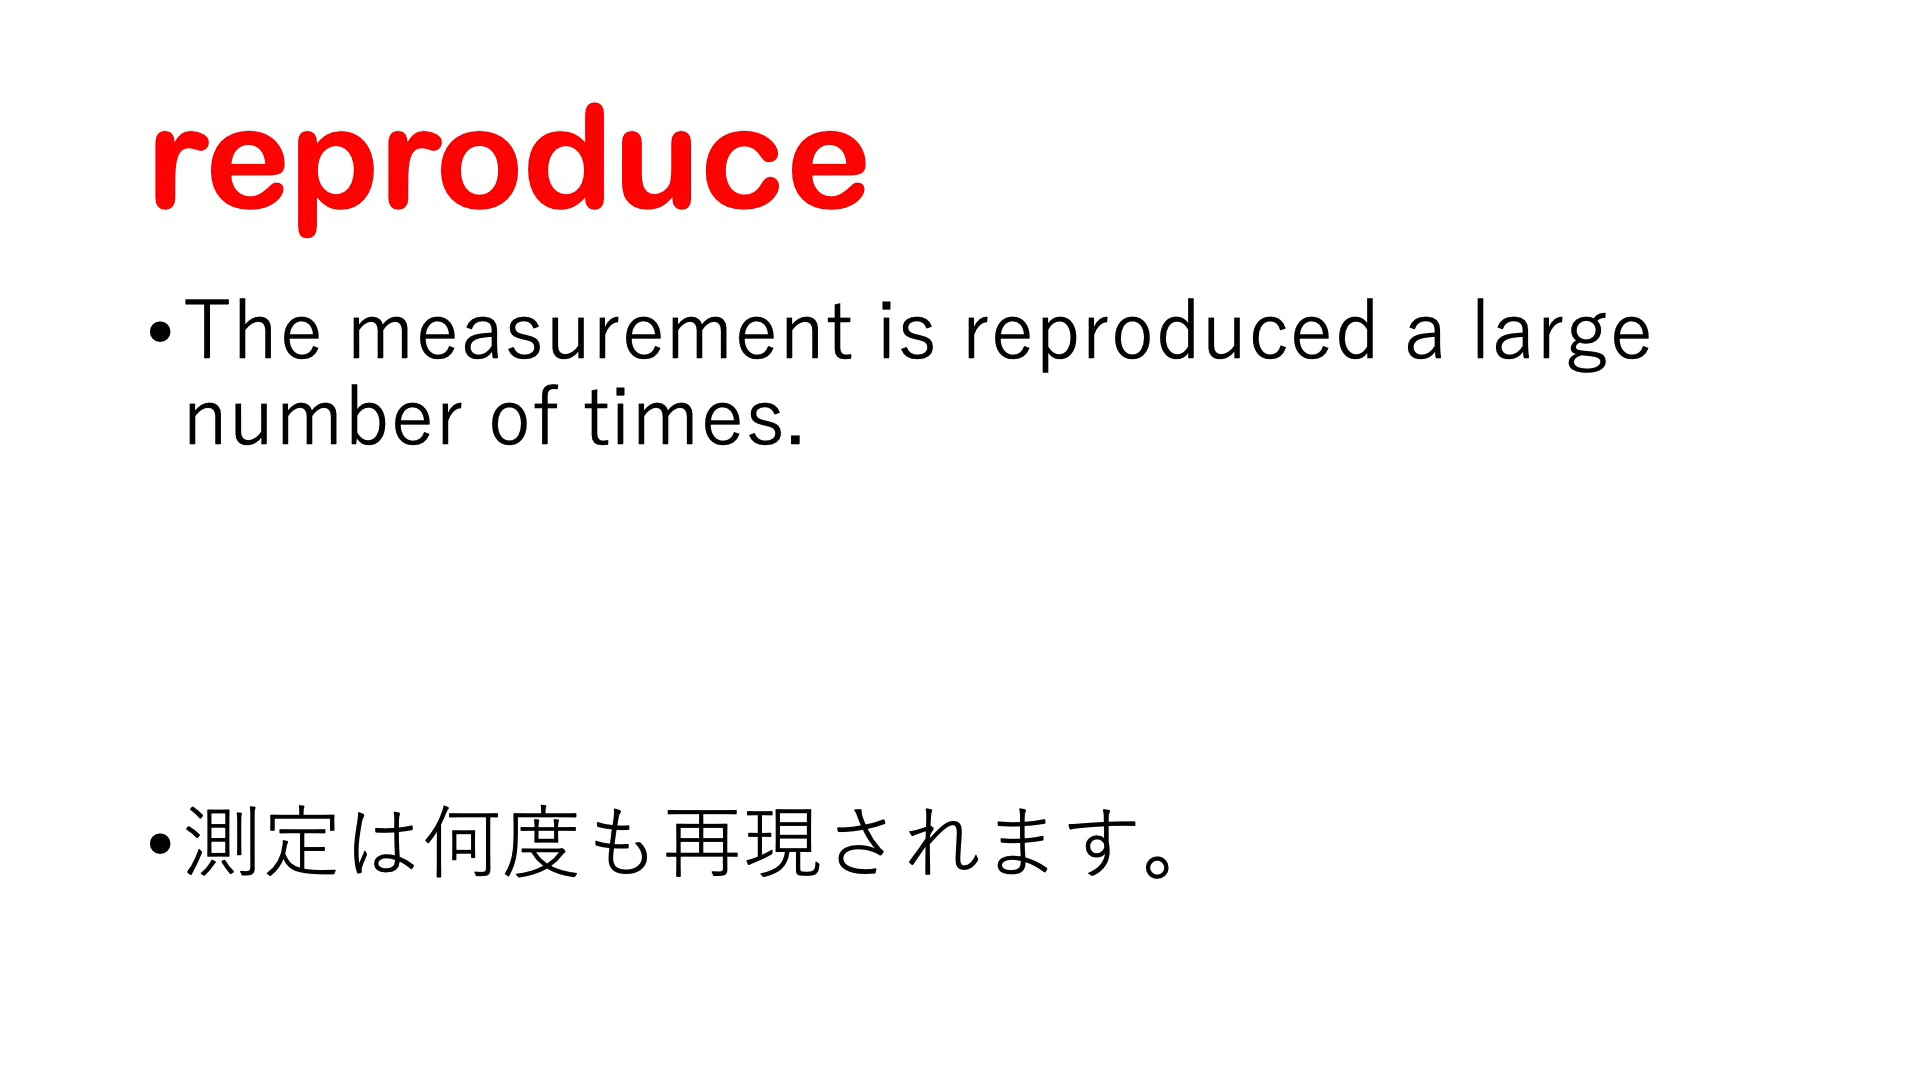 reproduce
•The measurement is reproduced a large
number of times.
•測定は何度も再現されます。